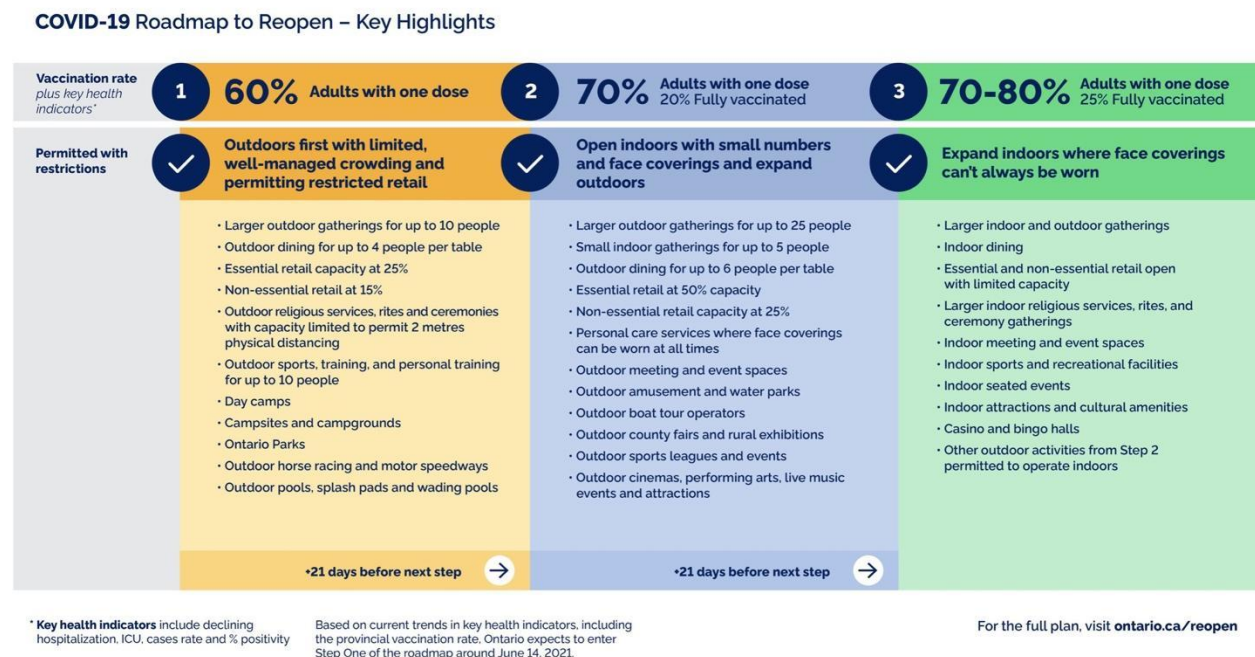 COVID-19 Roadmap to Reopen – Key Highlights
Vaccination rate
plus key health
indicators*
1
60% Adults with one dose
2
70% Adults with one dose
20% Fully vaccinated
3
70-80% Adults with one dose
25% Fully vaccinated
Permitted with
restrictions
Outdoors first with limited,
well-managed crowding and
permitting restricted retail
· Larger outdoor gatherings for up to 10 people
· Outdoor dining for up to 4 people per table
· Essential retail capacity at 25%
· Non-essential retail at 15%
· Outdoor religious services, rites and ceremonies
with capacity limited to permit 2 metres
physical distancing
· Outdoor sports, training, and personal training
for up to 10 people
· Day camps
· Campsites and campgrounds
· Ontario Parks
· Outdoor horse racing and motor speedways
· Outdoor pools, splash pads and wading pools
+21 days before next step
Open indoors with small numbers
and face coverings and expand
outdoors
· Larger outdoor gatherings for up to 25 people
· Small indoor gatherings for up to 5 people
· Outdoor dining for up to 6 people per table
· Essential retail at 50% capacity
· Non-essential retail capacity at 25%
· Personal care services where face coverings
can be worn at all times
· Outdoor meeting and event spaces
· Outdoor amusement and water parks
· Outdoor boat tour operators
· Outdoor county fairs and rural exhibitions
· Outdoor sports leagues and events
· Outdoor cinemas, performing arts, live music
events and attractions
+21 days before next step
Expand indoors where face coverings
can't always be worn
· Larger indoor and outdoor gatherings
· Indoor dining
· Essential and non-essential retail open
with limited capacity
· Larger indoor religious services, rites, and
ceremony gatherings
· Indoor meeting and event spaces
· Indoor sports and recreational facilities
· Indoor seated events
· Indoor attractions and cultural amenities
· Casino and bingo halls
· Other outdoor activities from Step 2
permitted to operate indoors
* Key health indicators include declining
hospitalization, ICU, cases rate and % positivity
Based on current trends in key health indicators, including
the provincial vaccination rate, Ontario expects to enter
Step One of the roadmap around June 14, 2021.
For the full plan, visit ontario.ca/reopen